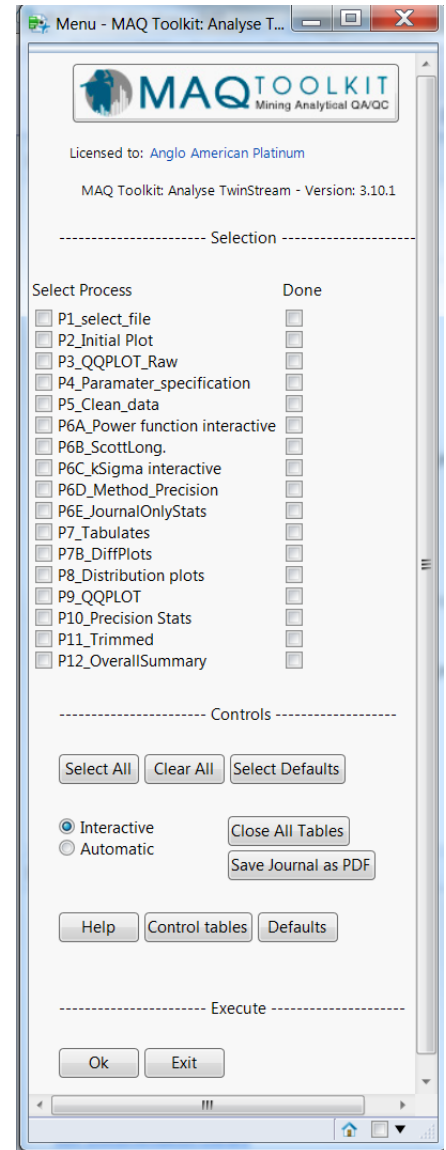 Menu - MAQ Toolkit: Analyse T...
MAQ TOOLKIT
Mining Analytical QA/QC
Licensed to: Anglo American Platinum
MAQ Toolkit: Analyse TwinStream - Version: 3.10.1
----------------------- Selection ---------------------
Select Process Done
P1_select_file
P2_Initial Plot
P3_QQPLOT_Raw
P4_Paramater_specification
P5_Clean_data
P6A_Power function interactive
P6B_ScottLong.
P6C_kSigma interactive
P6D_Method_Precision
P6E_JournalOnlyStats
P7_Tabulates
P7B_DiffPlots
P8_Distribution plots
P9_QQPLOT
P10_Precision Stats
P11_Trimmed
P12_OverallSummary
----------------------- Controls -------------------
Select All Clear All Select Defaults
Interactive Close All Tables
Automatic
Save Journal as PDF
Help Control tables Defaults
----------------------- Execute ---------------------
Ok Exit